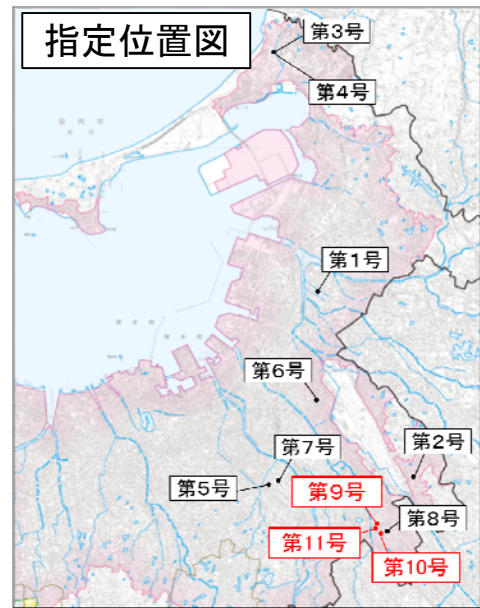 指定位置図
第3号
第4号
第1号
第6号
第7号
第2号
第5号
第9号
第8号
第11号
第10号